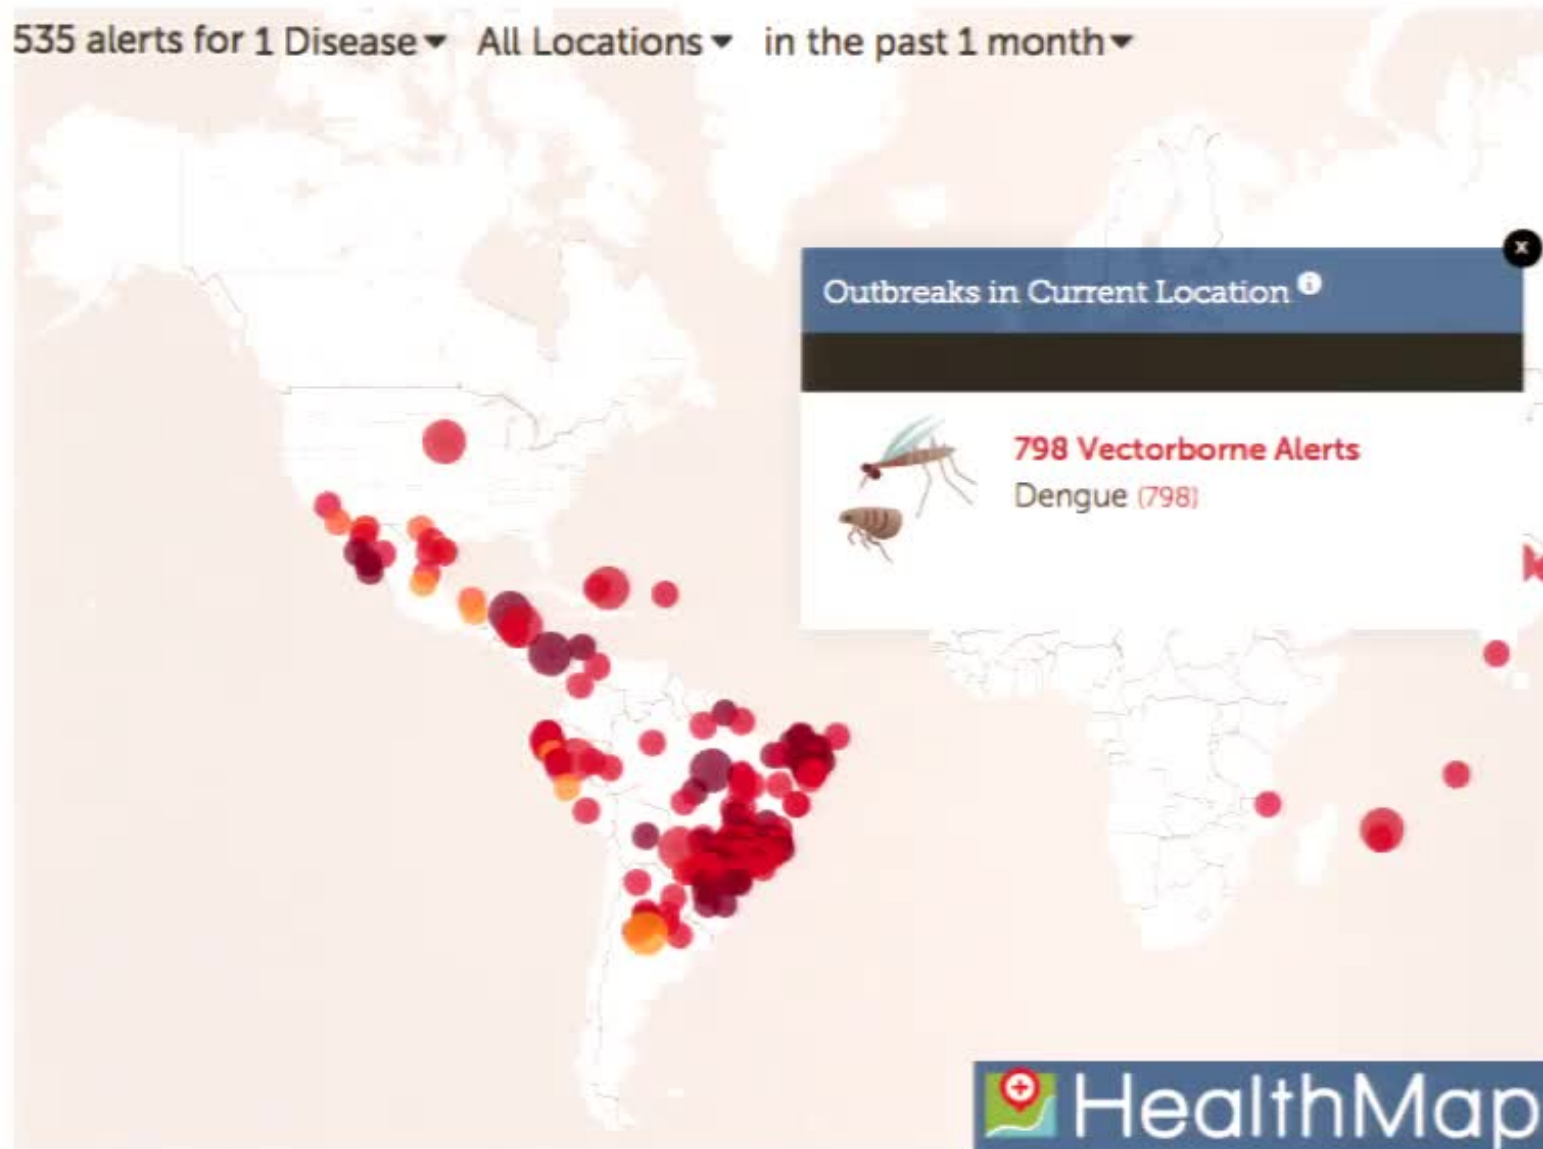 535 alerts for 1 Disease All Locations in the past 1 month
Outbreaks in Current Location
798 Vectorborne Alerts
Dengue (798)
HealthMap